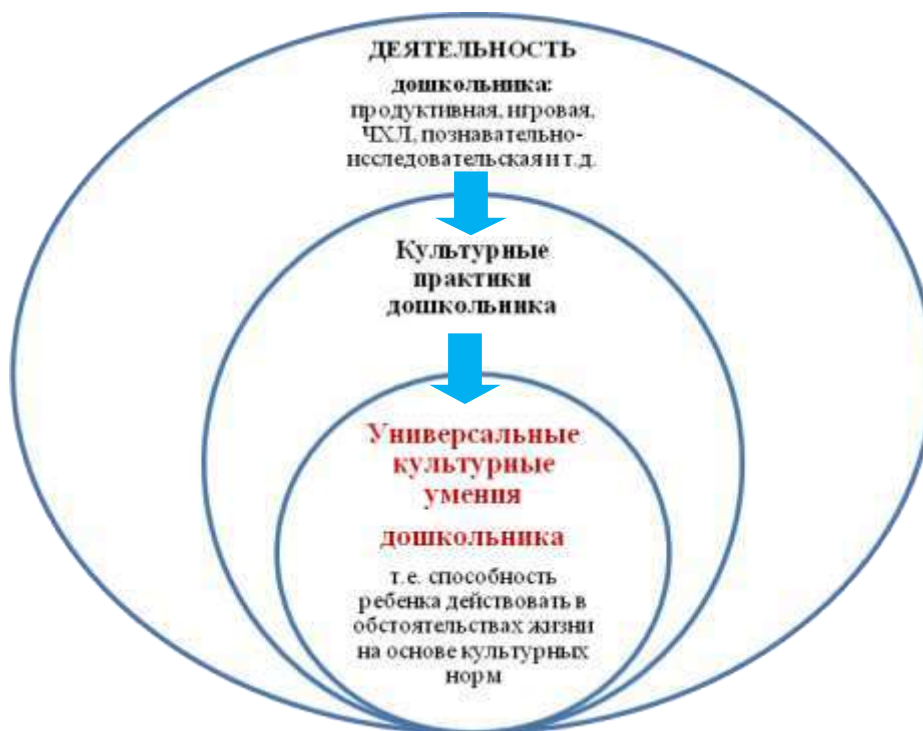 ДЕЯТЕЛЬНОСТЬ
дошкольника:
продуктивная, игровая,
ЧХЛ, познавательно-
исследовательская и т.д.
Культурные
практики
дошкольника
Универсальные
культурные
умения
дошкольника
т.е. способность
ребенка действовать в
обстоятельствах жизни
на основе культурных
норм